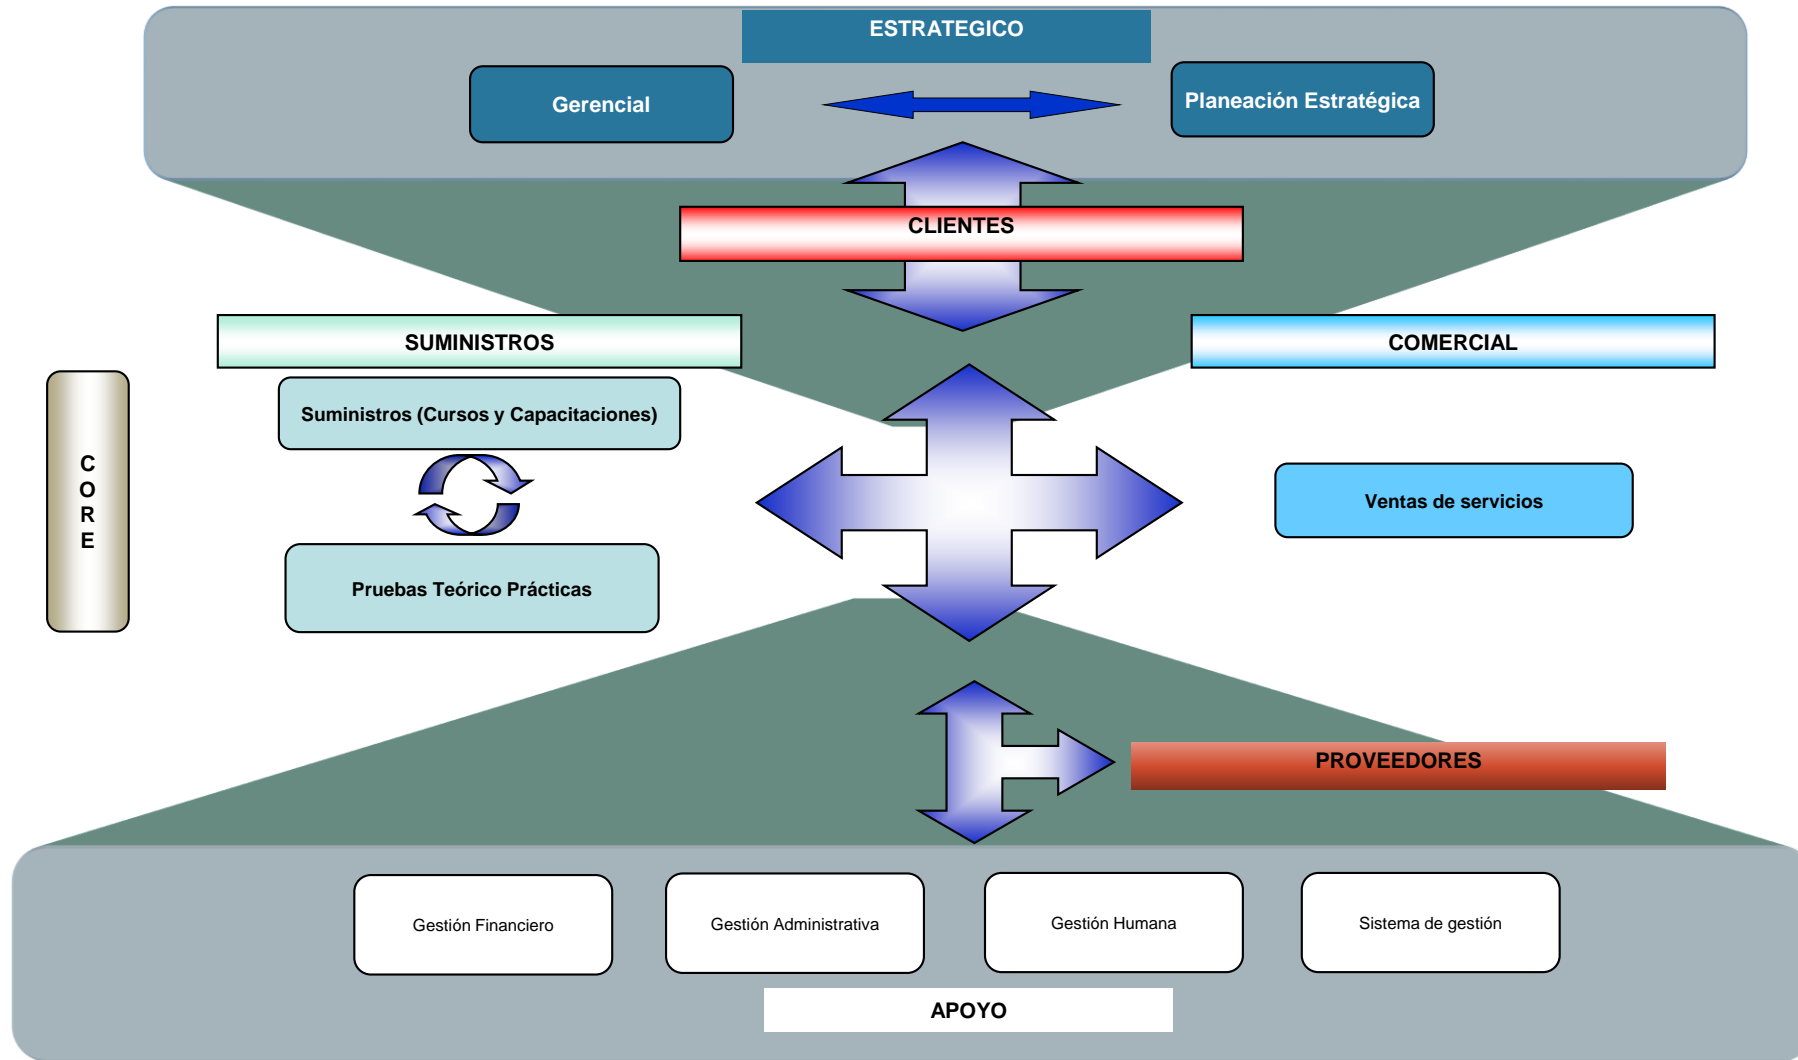 ESTRATEGICO
Gerencial
Planeación Estratégica
CLIENTES
SUMINISTROS
COMERCIAL
Suministros (Cursos y Capacitaciones)
C
O
R
E
Ventas de servicios
Pruebas Teórico Prácticas
PROVEEDORES
Gestión Financiero
Gestión Administrativa
Gestión Humana
Sistema de gestión
APOYO